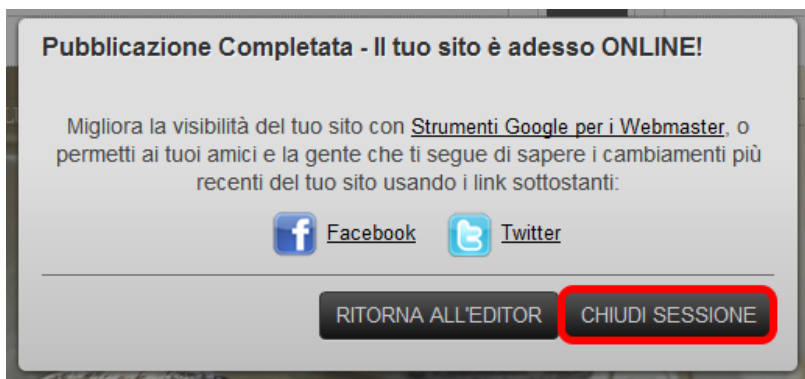 Pubblicazione Completata - Il tuo sito è adesso ONLINE!
Migliora la visibilità del tuo sito con Strumenti Google per i Webmaster, o
permetti ai tuoi amici e la gente che ti segue di sapere i cambiamenti più
recenti del tuo sito usando i link sottostanti:
Facebook Twitter
RITORNA ALL'EDITOR CHIUDI SESSIONE